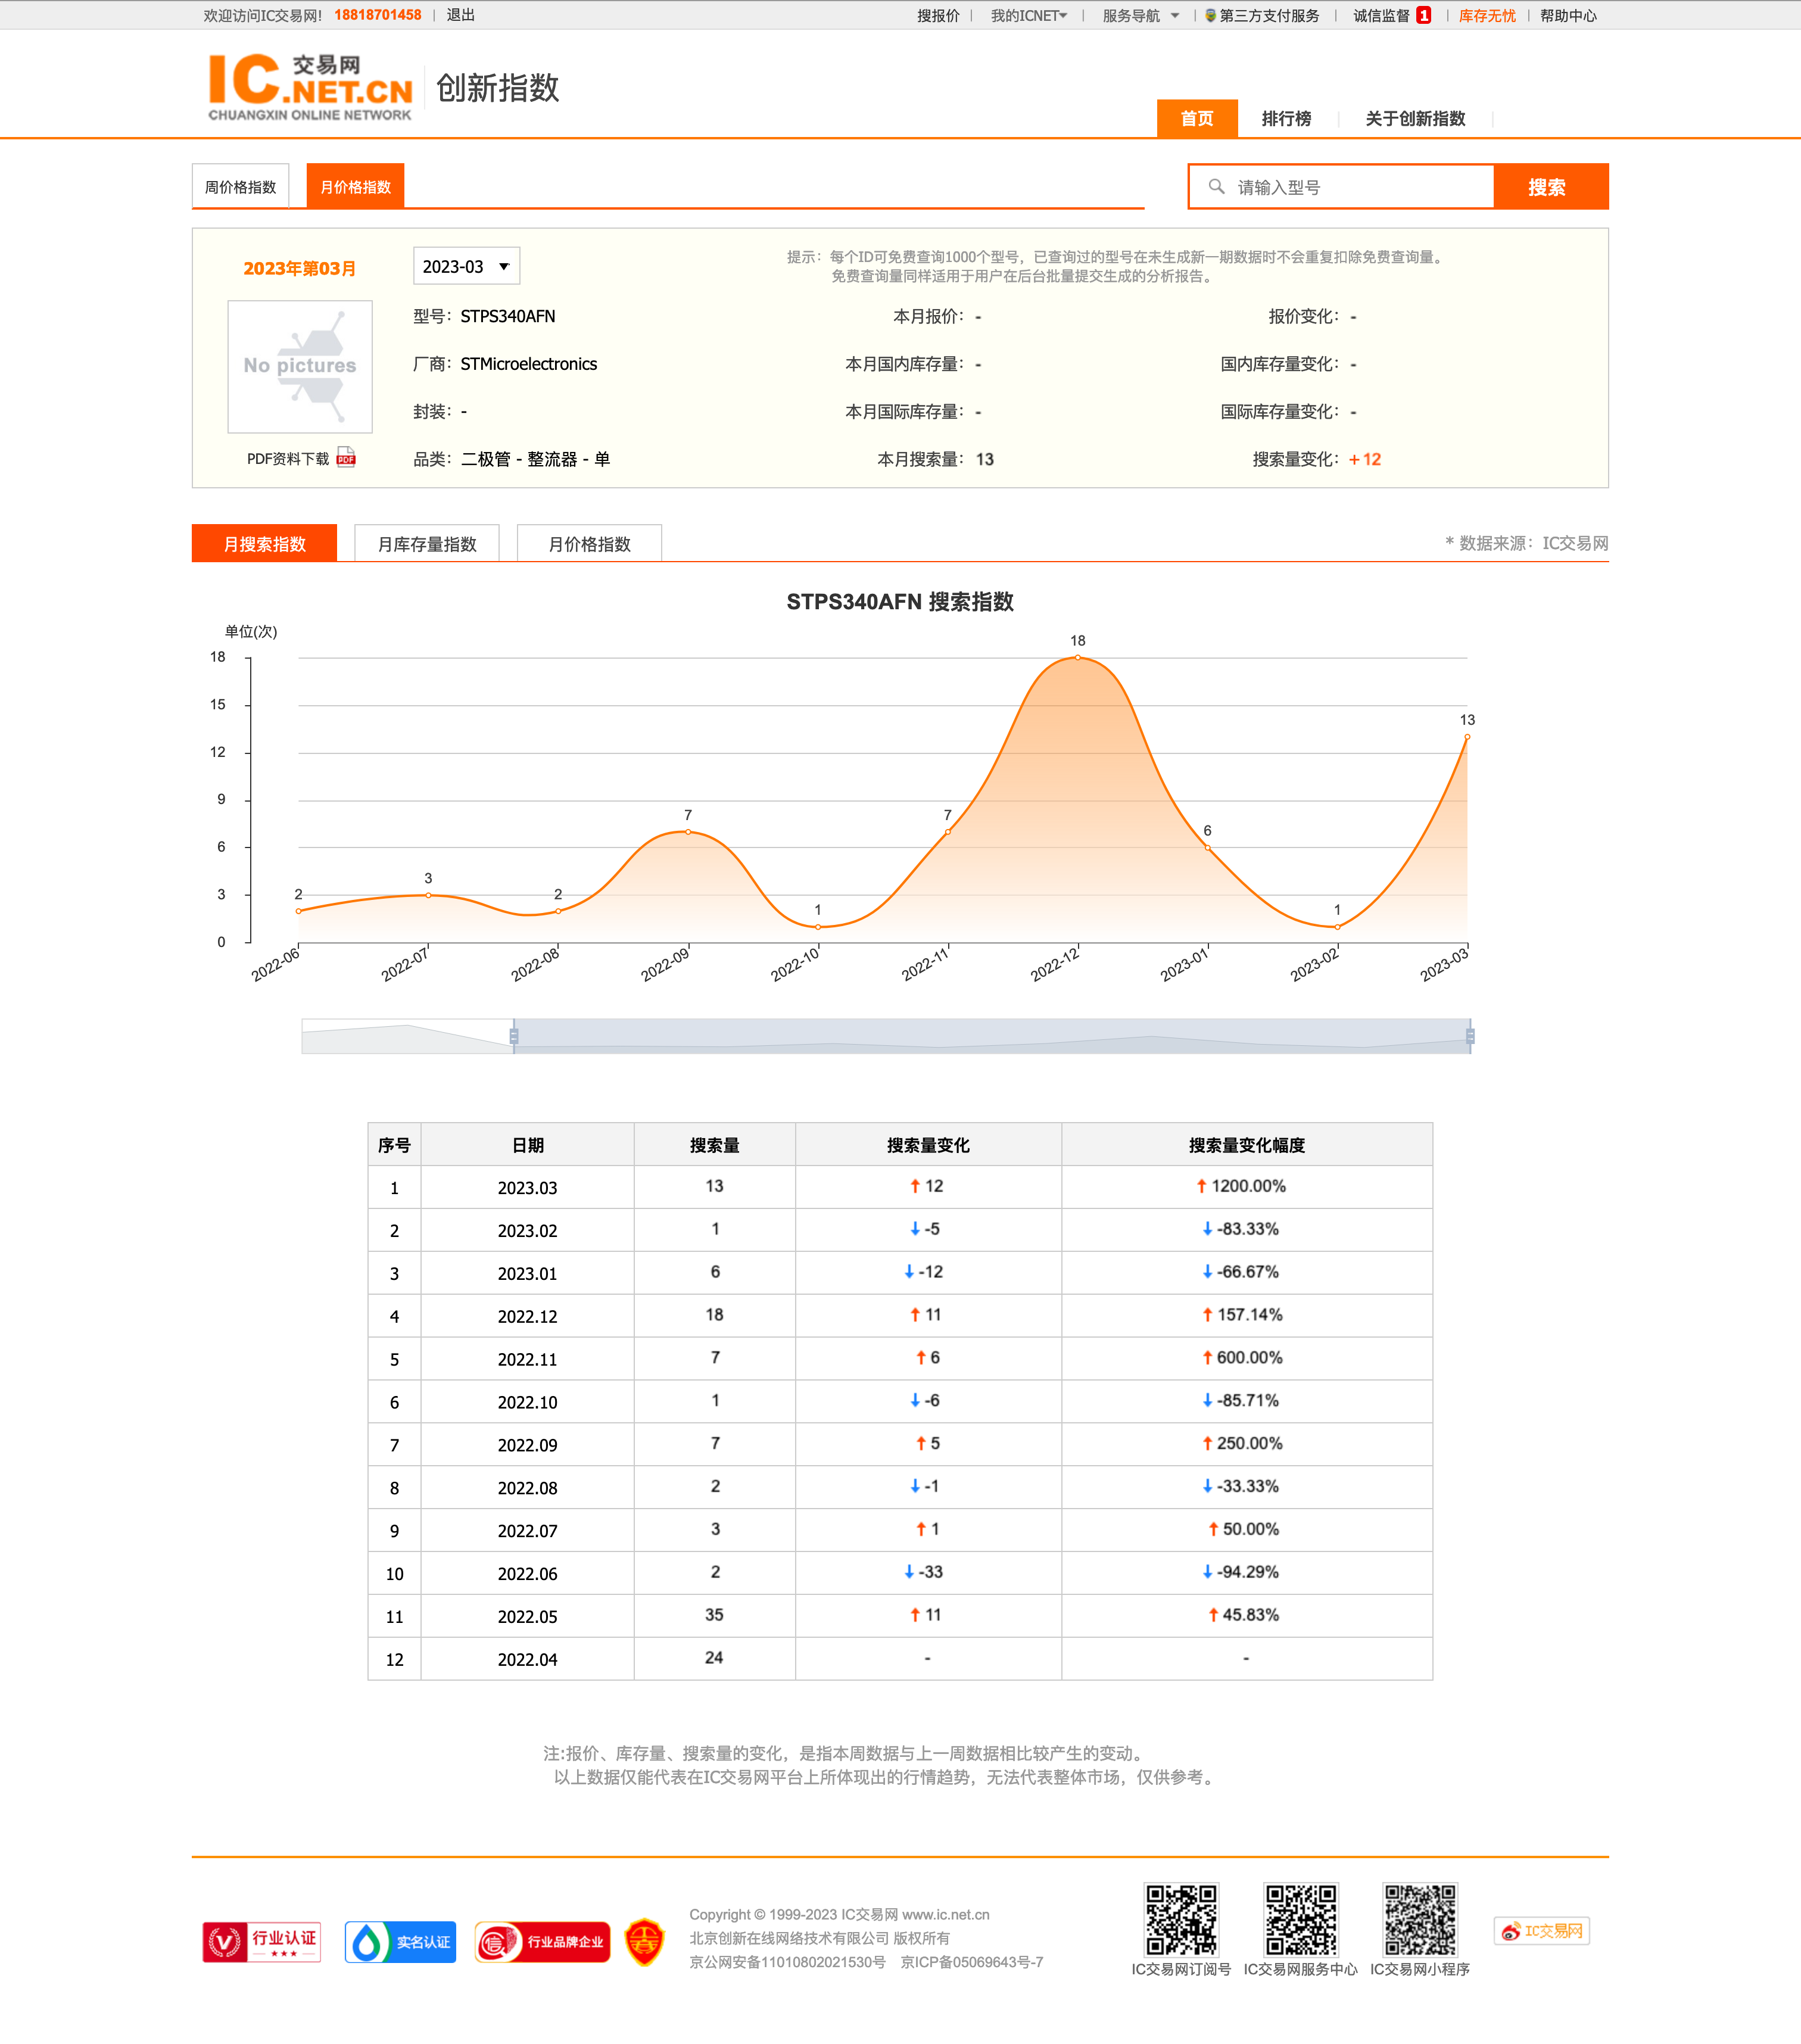 欢迎访问IC交易网! 18818701458 | 退出 搜报价 | 我的ICNET | 服务导航 | 第三方支付服务 | 诚信监督 1 | 库存无忧 | 帮助中心
IC交易网.NET.CN
CHUANGXIN ONLINE NETWORK
创新指数
首页 排行榜 关于创新指数
周价格指数 月价格指数 请输入型号 搜索
2023年第03月 2023-03
提示：每个ID可免费查询1000个型号，已查询过的型号在未生成新一期数据时不会重复扣除免费查询量。
免费查询量同样适用于用户在后台批量提交生成的分析报告。
No pictures
PDF资料下载 PDF
型号：STPS340AFN 本月报价：- 报价变化：-
厂商：STMicroelectronics 本月国内库存量：- 国内库存量变化：-
封装：- 本月国际库存量：- 国际库存量变化：-
品类：二极管 - 整流器 - 单 本月搜索量：13 搜索量变化：+12
月搜索指数 月库存量指数 月价格指数 * 数据来源：IC交易网
STPS340AFN 搜索指数
单位(次)
18
15
12
9
6
3
0
2 3 2 7 1 7 18 6 1 13
2022-06 2022-07 2022-08 2022-09 2022-10 2022-11 2022-12 2023-01 2023-02 2023-03
序号 日期 搜索量 搜索量变化 搜索量变化幅度
1 2023.03 13 ↑ 12 ↑ 1200.00%
2 2023.02 1 ↓ -5 ↓ -83.33%
3 2023.01 6 ↓ -12 ↓ -66.67%
4 2022.12 18 ↑ 11 ↑ 157.14%
5 2022.11 7 ↑ 6 ↑ 600.00%
6 2022.10 1 ↓ -6 ↓ -85.71%
7 2022.09 7 ↑ 5 ↑ 250.00%
8 2022.08 2 ↓ -1 ↓ -33.33%
9 2022.07 3 ↑ 1 ↑ 50.00%
10 2022.06 2 ↓ -33 ↓ -94.29%
11 2022.05 35 ↑ 11 ↑ 45.83%
12 2022.04 24 - -
注:报价、库存量、搜索量的变化，是指本周数据与上一周数据相比较产生的变动。
以上数据仅能代表在IC交易网平台上所体现出的行情趋势，无法代表整体市场，仅供参考。
行业认证
实名认证
信 行业品牌企业
Copyright © 1999-2023 IC交易网 www.ic.net.cn
北京创新在线网络技术有限公司 版权所有
京公网安备11010802021530号 京ICP备05069643号-7
IC交易网订阅号 IC交易网服务中心 IC交易网小程序
IC交易网